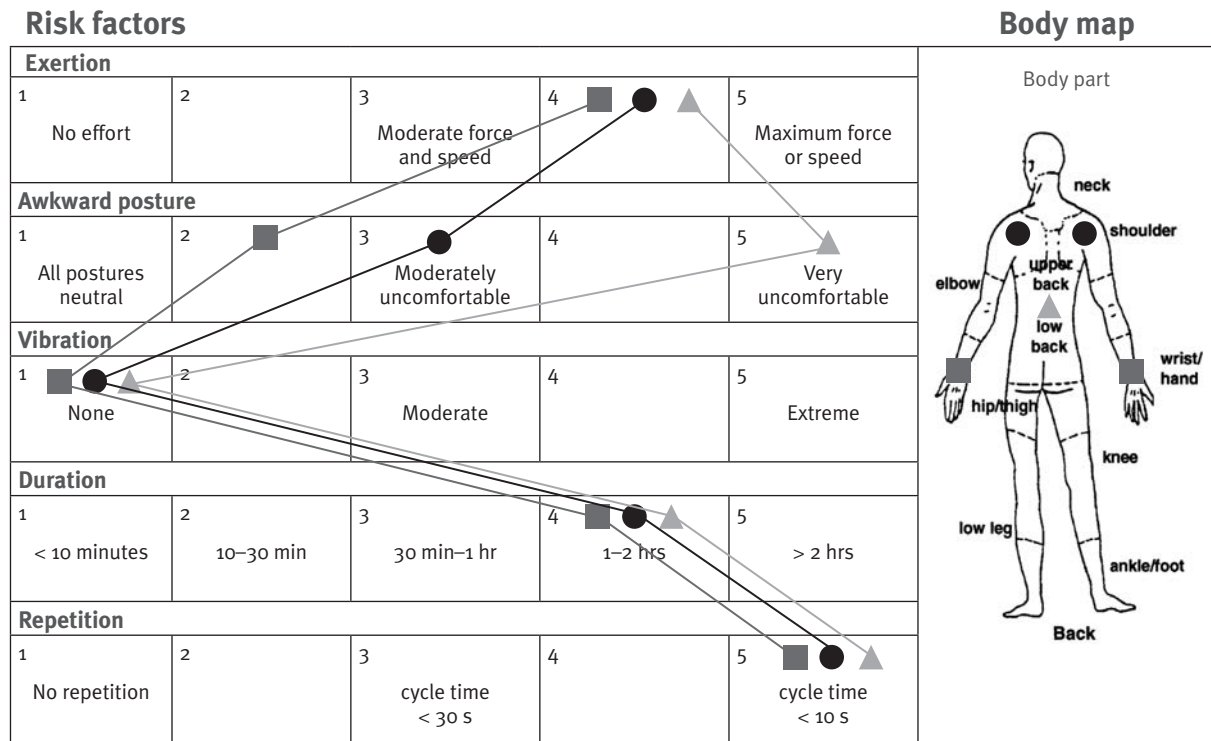 Risk factors
Body map
Exertion
1
2
3
4
5
No effort
Moderate force
and speed
Maximum force
or speed
Awkward posture
1
2
3
4
5
All postures
neutral
Moderately
uncomfortable
Very
uncomfortable
Vibration
1
2
3
4
5
None
Moderate
Extreme
Duration
1
2
3
4
5
< 10 minutes
10–30 min
30 min–1 hr
1–2 hrs
> 2 hrs
Repetition
1
2
3
4
5
No repetition
cycle time
< 30 s
cycle time
< 10 s
Body part
neck
shoulder
upper
back
elbow
low
back
wrist/
hand
hip/thigh
knee
low leg
ankle/foot
Back